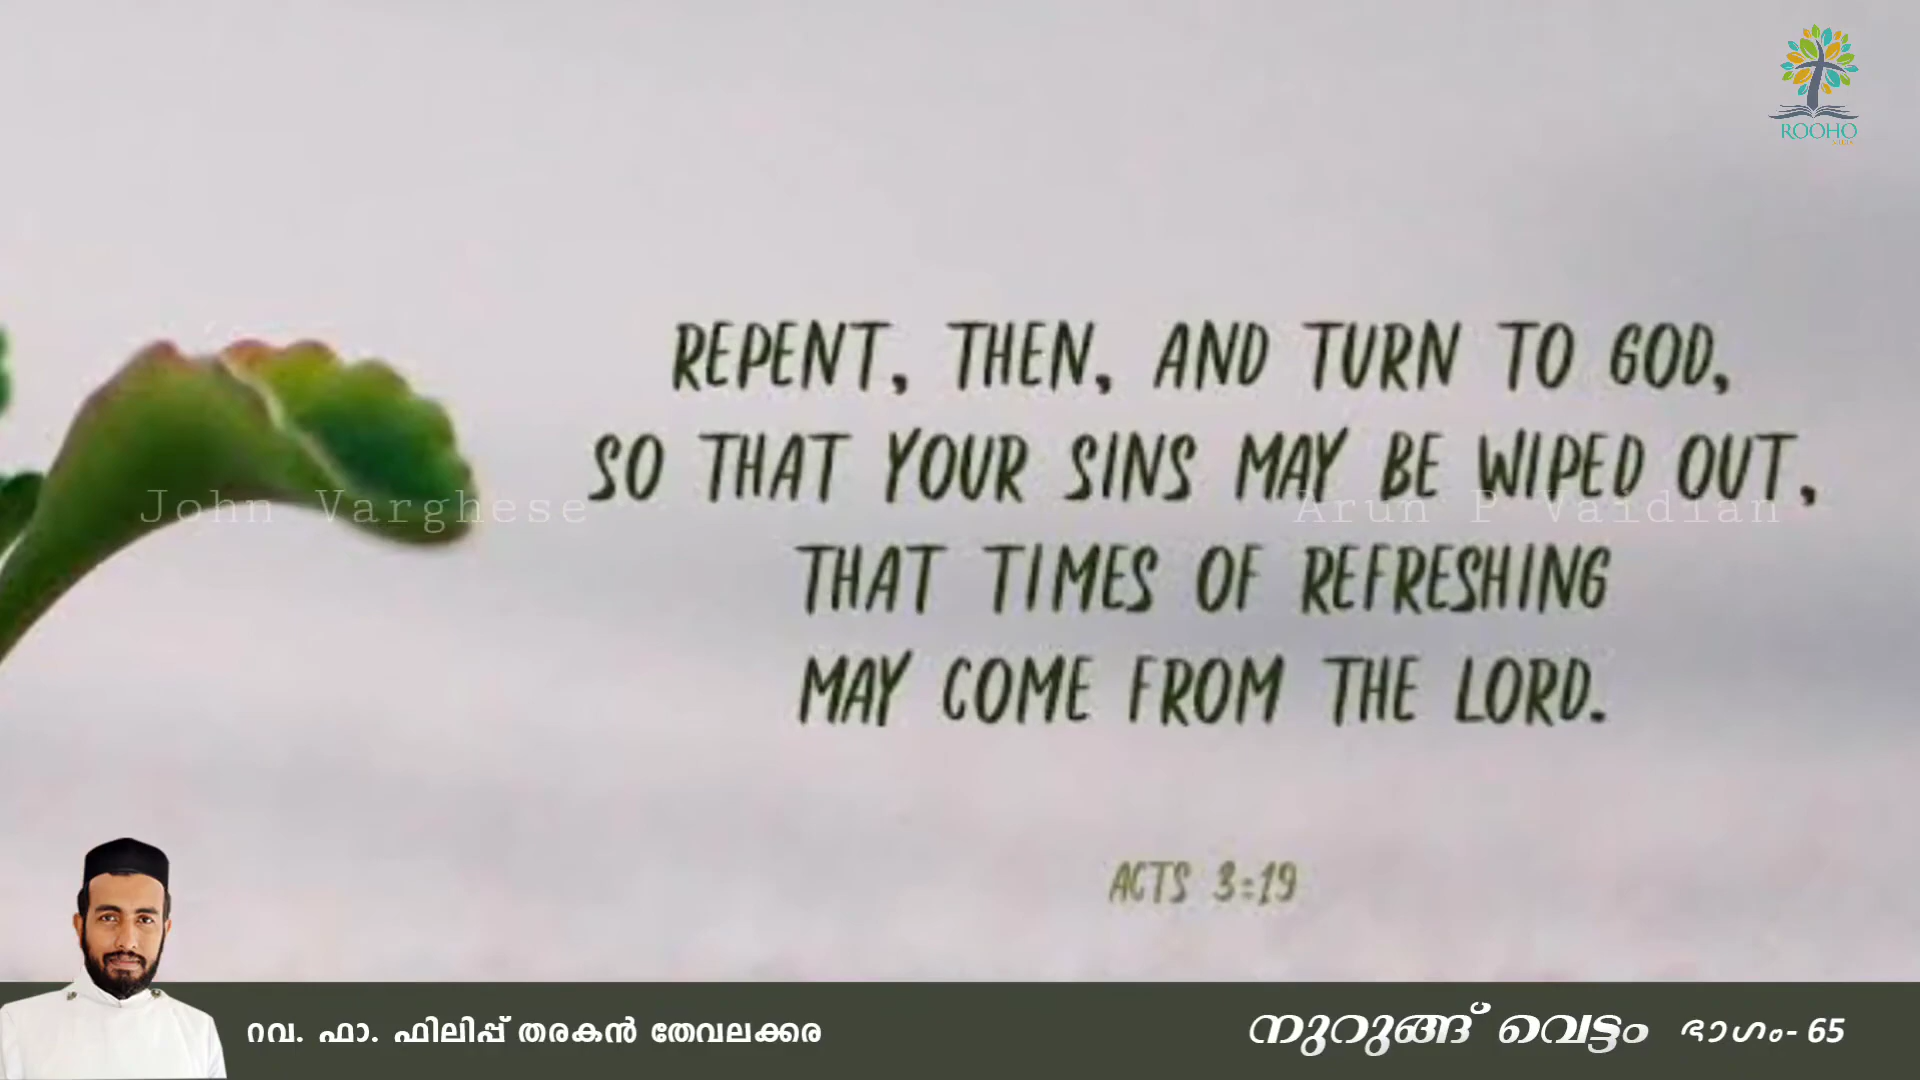 ROOHO
REPENT, THEN, AND TURN TO GOD,
SO THAT YOUR SINS MAY BE WIPED OUT,
John Varghese
Arun P Vaidian
THAT TIMES OF REFRESHING
MAY COME FROM THE LORD.
ACTS 3:19
റവ. ഫാ. ഫിലിപ്പ് തരകൻ തേവലക്കര
നുറുങ്ങ് വെട്ടം ഭാഗം- 65